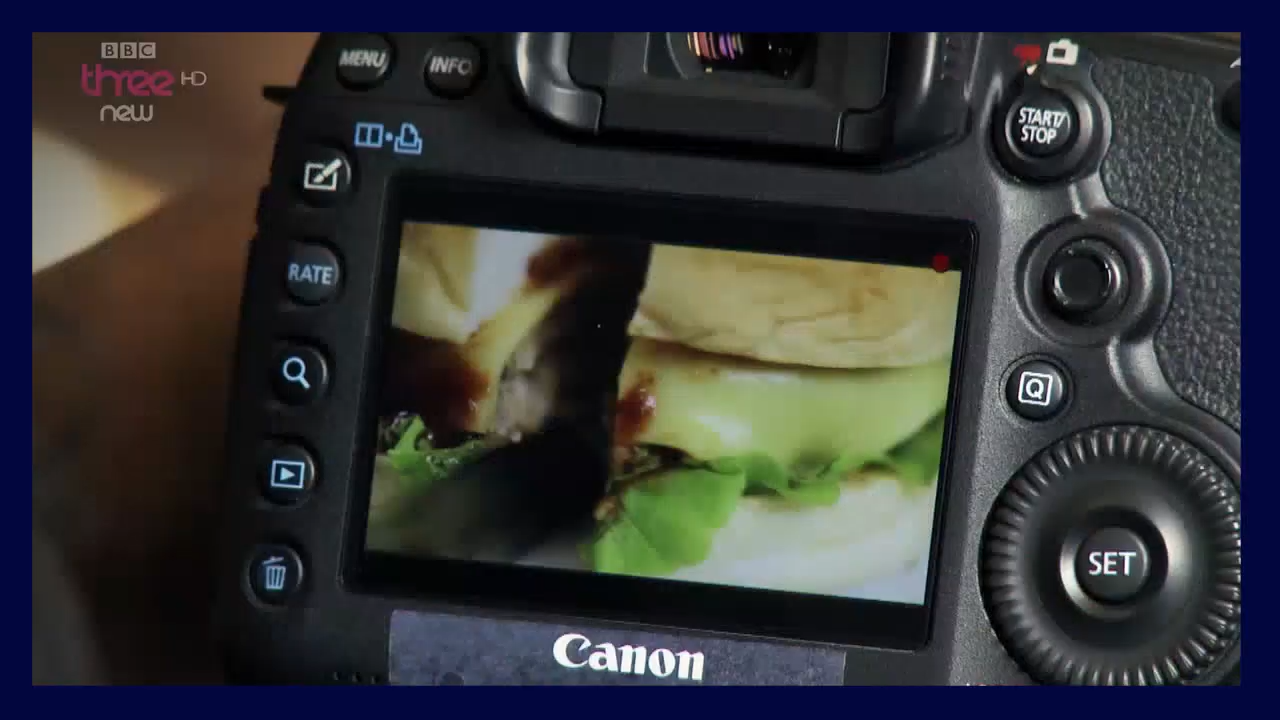 BBC
three HD
new
MENU
INFO
START/
STOP
RATE
Q
SET
Canon